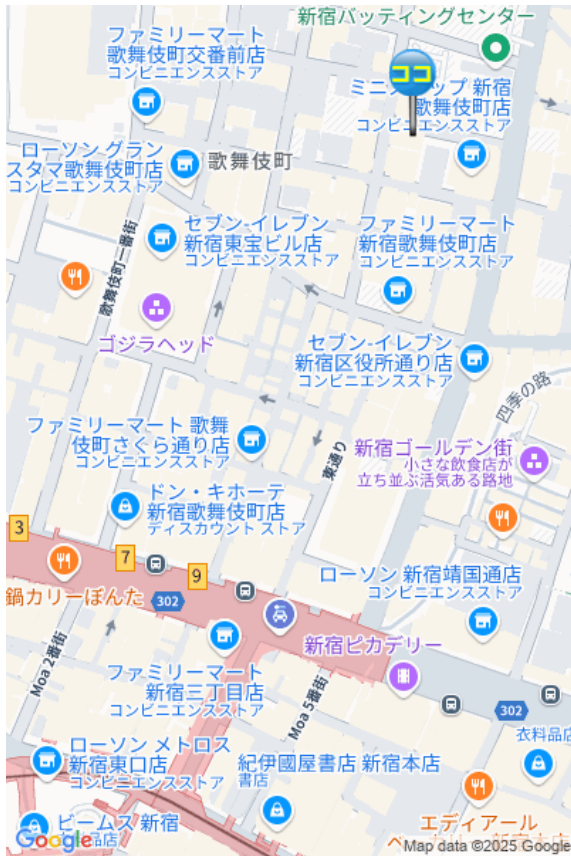 新宿バッティングセンター
ファミリーマート
歌舞伎町交番前店
コンビニエンスストア
ココ
新宿
歌舞伎町店
コンビニエンスストア
ローソン グラン
スタマ歌舞伎町店
コンビニエンスストア
歌舞伎町
セブン-イレブン
新宿東宝ビル店
コンビニエンスストア
ファミリーマート
新宿歌舞伎町店
コンビニエンスストア
歌舞伎町一番街
ゴジラヘッド
セブン-イレブン
新宿区役所通り店
コンビニエンスストア
四季の路
ファミリーマート 歌舞
伎町さくら通り店
コンビニエンスストア
東通り
新宿ゴールデン街
小さな飲食店が
立ち並ぶ活気ある路地
ドン・キホーテ
新宿歌舞伎町店
ディスカウント ストア
3
7
9
鍋カリーぼんた
302
ローソン 新宿靖国通店
コンビニエンスストア
新宿ピカデリー
Moa 2番街
ファミリーマート
新宿三丁目店
コンビニエンスストア
Moa 5番街
302
ローソン メトロス
新宿東口店
コンビニエンスストア
紀伊國屋書店 新宿本店
書店
衣料品店
ビームス 新宿
エディアール
Google
Map data ©2025 Google